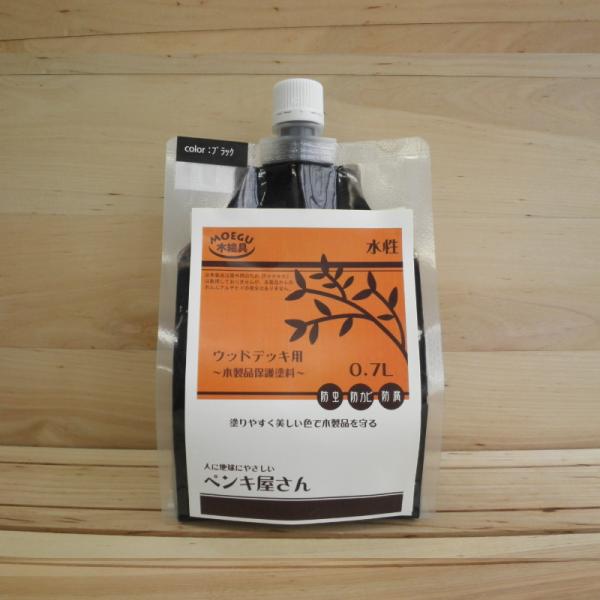 color:ブラック
MOEGU
木絵具
水性
ウッドデッキ用
〜木製品保護塗料〜
0.7L
防虫 防カビ 防腐
塗りやすく美しい色で木製品を守る
人に地球にやさしい
ペンキ屋さん